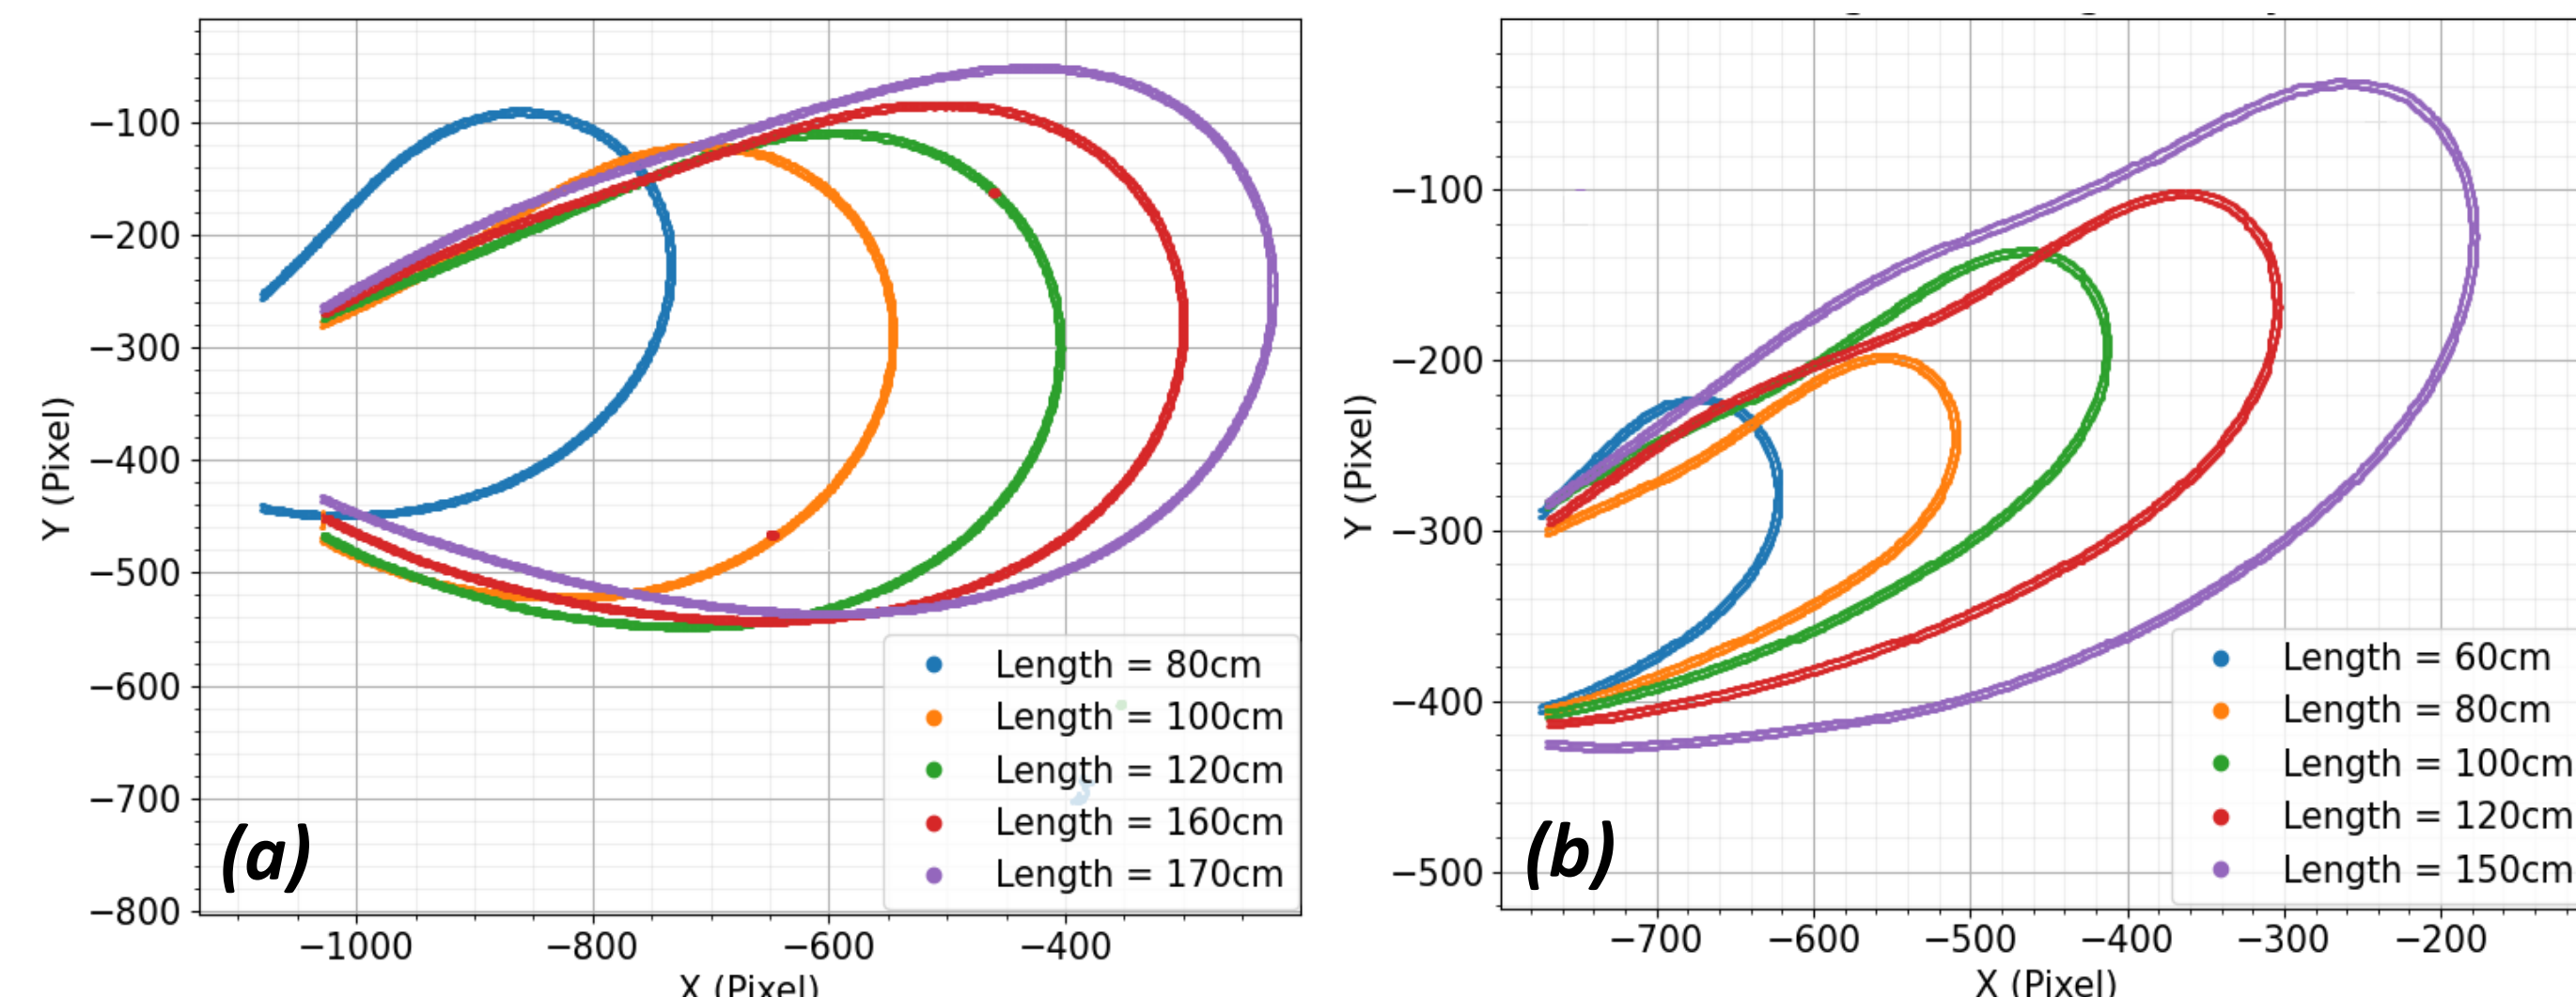 Y (Pixel)
−100
−200
−300
−400
−500
−600
−700
−800
−1000
−800
−600
−400
X (Pixel)
Length = 80cm
Length = 100cm
Length = 120cm
Length = 160cm
Length = 170cm
(a)
Y (Pixel)
−100
−200
−300
−400
−500
−700
−600
−500
−400
−300
−200
X (Pixel)
Length = 60cm
Length = 80cm
Length = 100cm
Length = 120cm
Length = 150cm
(b)